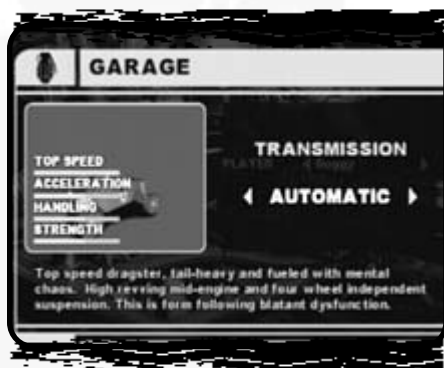 GARAGE
TOP SPEED
ACCELERATION
HANDLING
STRENGTH
TRANSMISSION
AUTOMATIC
Top speed dragster, tail-heavy and fueled with mental
chaos. High revving mid-engine and four wheel independent
suspension. This is form following blatant dysfunction.